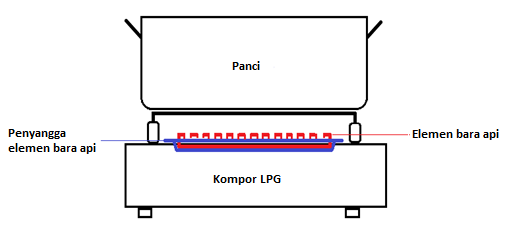 Panci
Penyangga
elemen bara api
Elemen bara api
Kompor LPG